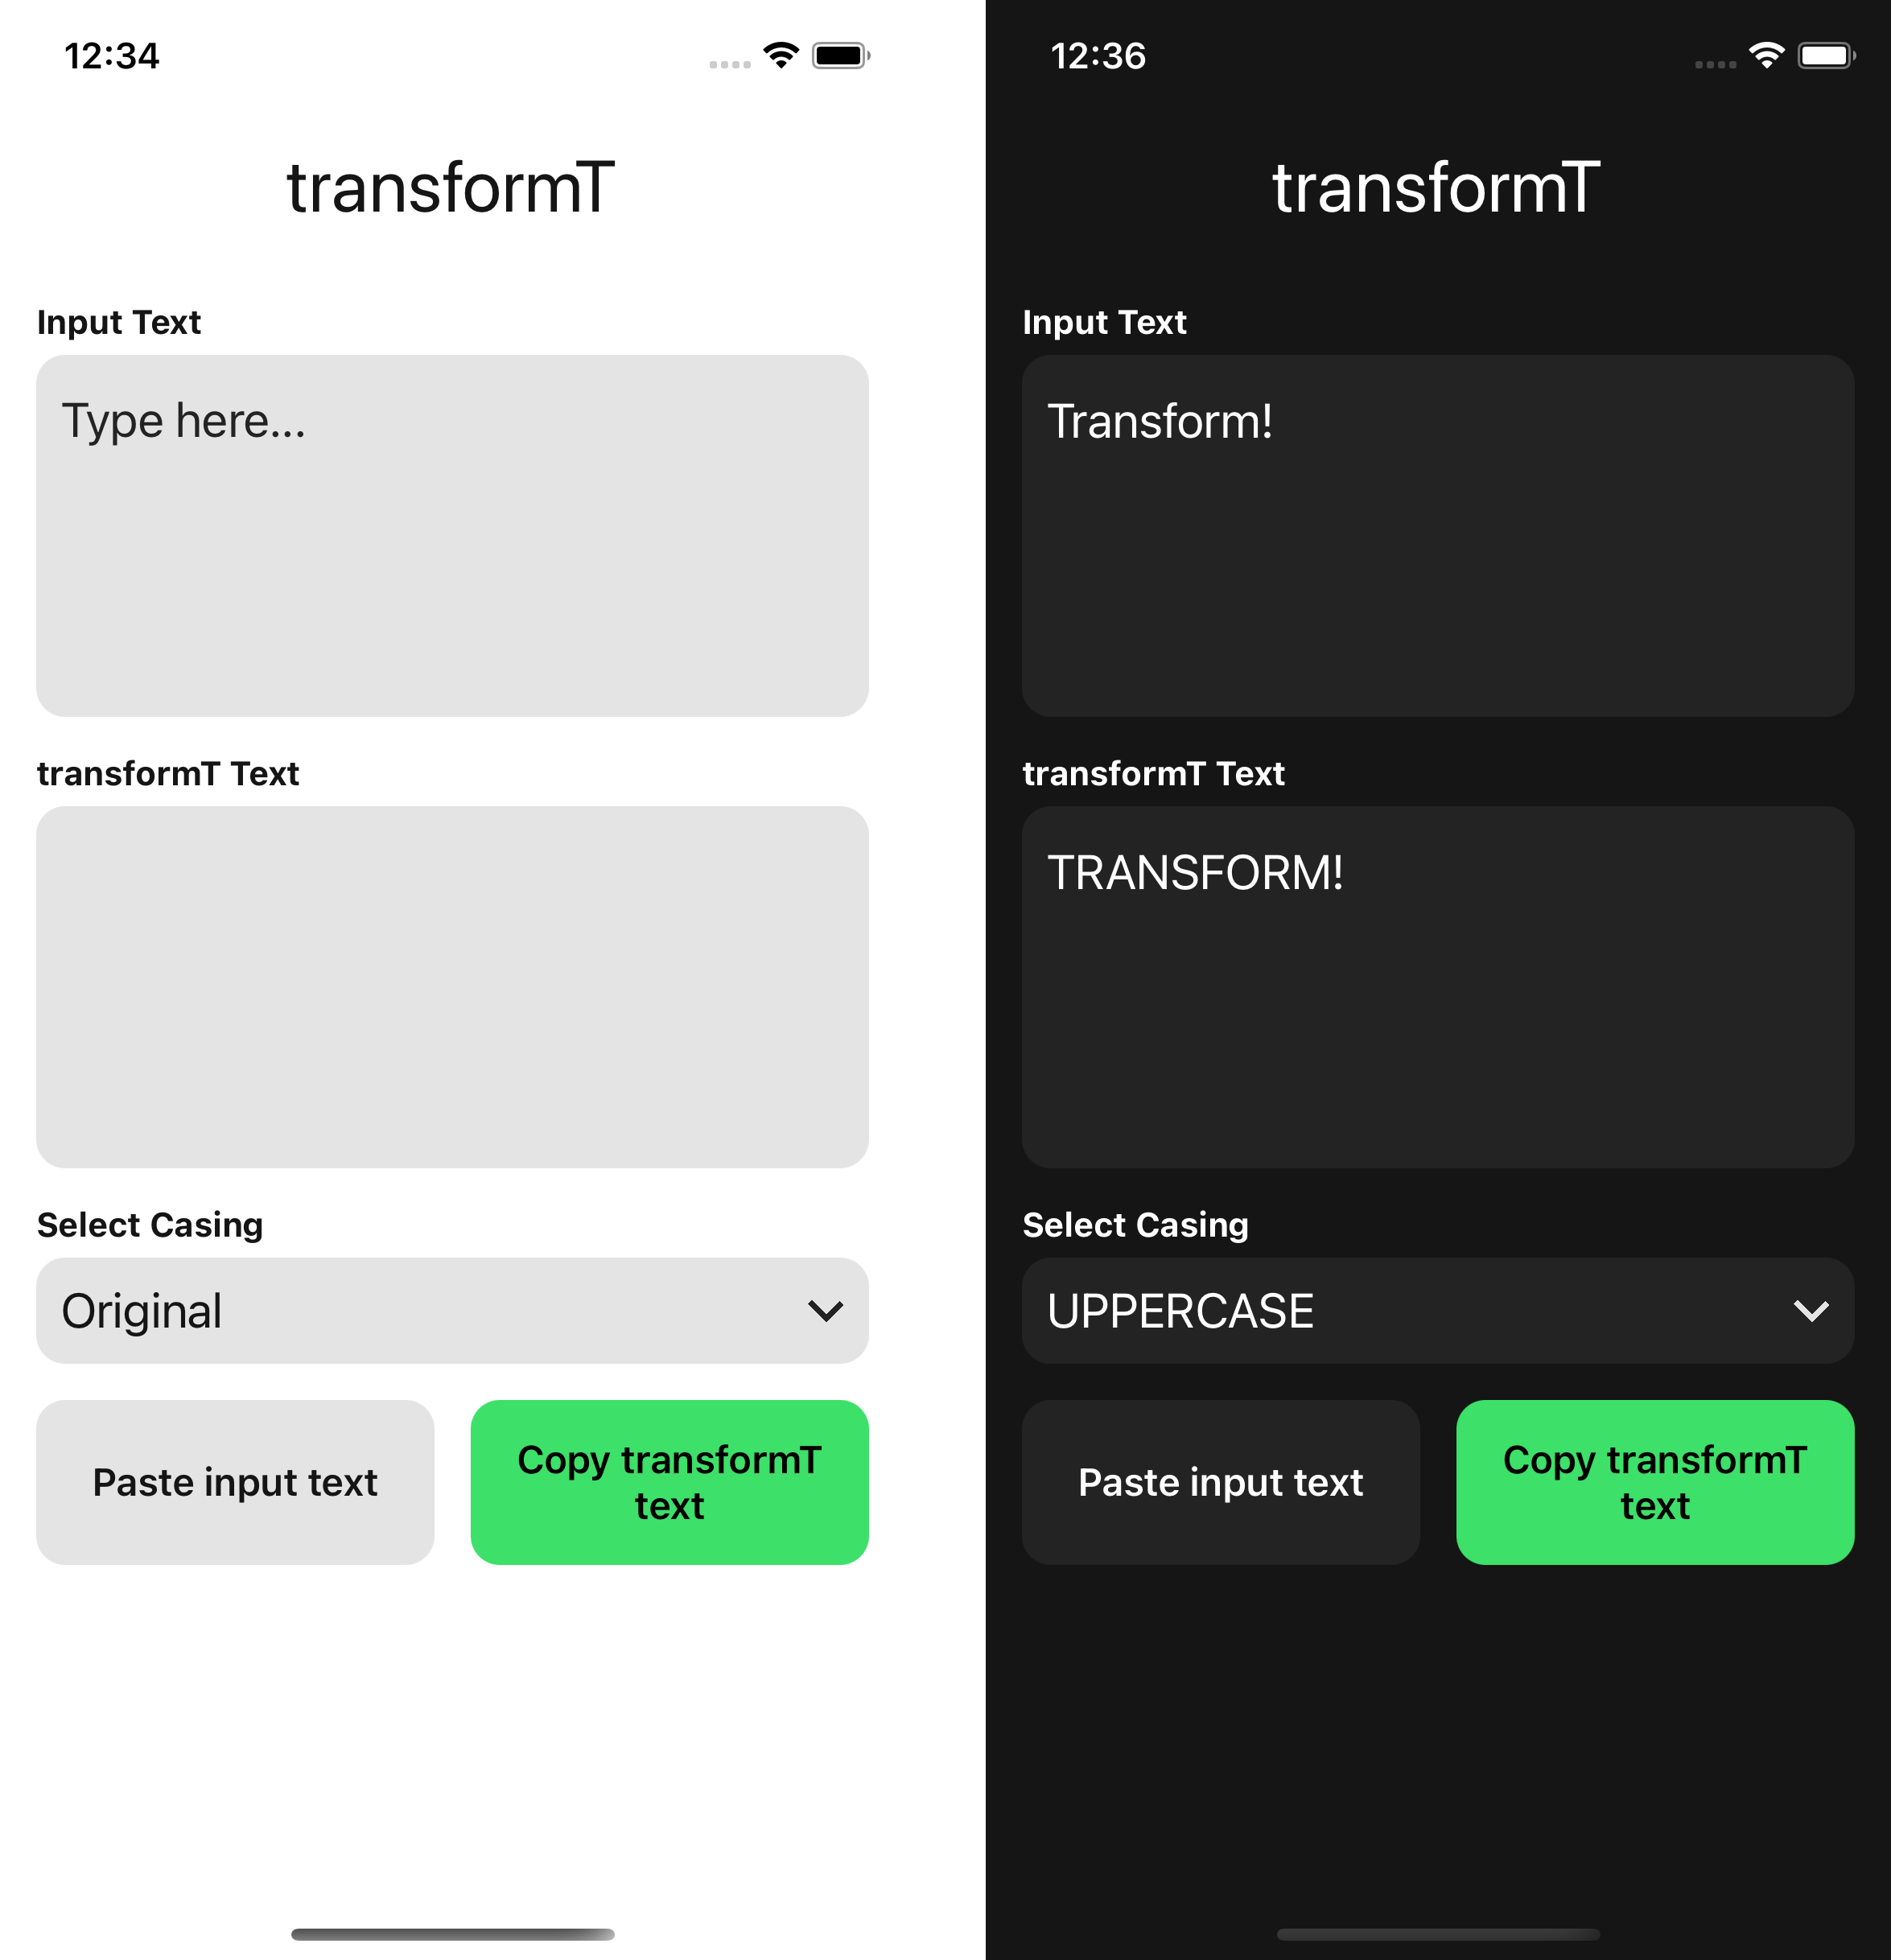 12:34
transformT
Input Text
Type here...
transformT Text
Select Casing
Original
Paste input text
Copy transformT
text
12:36
transformT
Input Text
Transform!
transformT Text
TRANSFORM!
Select Casing
UPPERCASE
Paste input text
Copy transformT
text